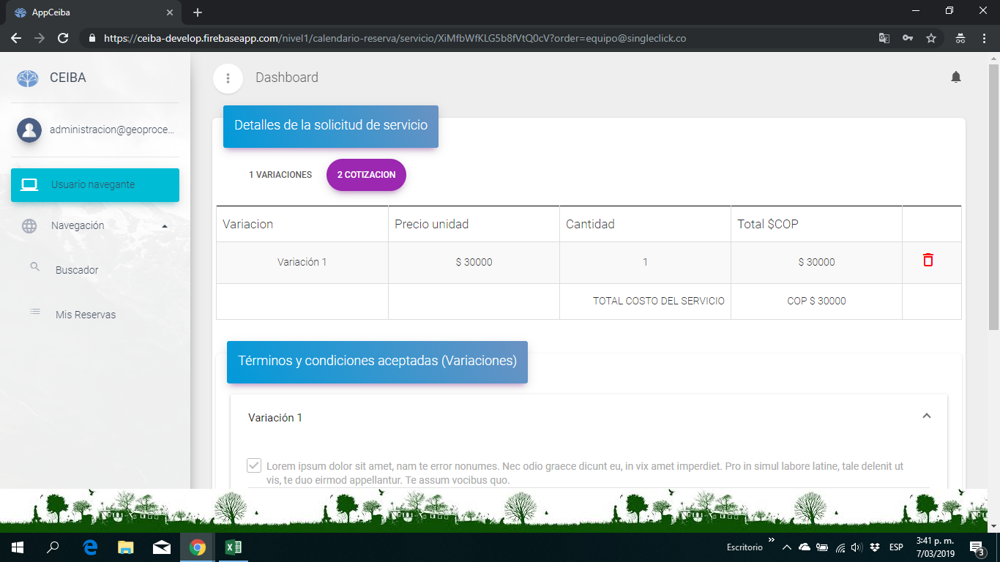 AppCeiba
https://ceiba-develop.firebaseapp.com/nivel1/calendario-reserva/servicio/XiMfbWfKLG5b8fVtQ0cV?order=equipo@singleclick.co
CEIBA
Dashboard
administracion@geoproce...
Usuario navegante
Navegación
Buscador
Mis Reservas
Detalles de la solicitud de servicio
1 VARIACIONES 2 COTIZACION
Variacion Precio unidad Cantidad Total $COP
Variación 1 $ 30000 1 $ 30000
TOTAL COSTO DEL SERVICIO COP $ 30000
Términos y condiciones aceptadas (Variaciones)
Variación 1
Lorem ipsum dolor sit amet, nam te error nonumes. Nec odio graece dicunt eu, in vix amet imperdiet. Pro in simul labore latine, tale delenit ut
vis, te duo eirmod appellantur. Te assum vocibus quo.
Escritorio ESP 3:41 p. m.
7/03/2019
3